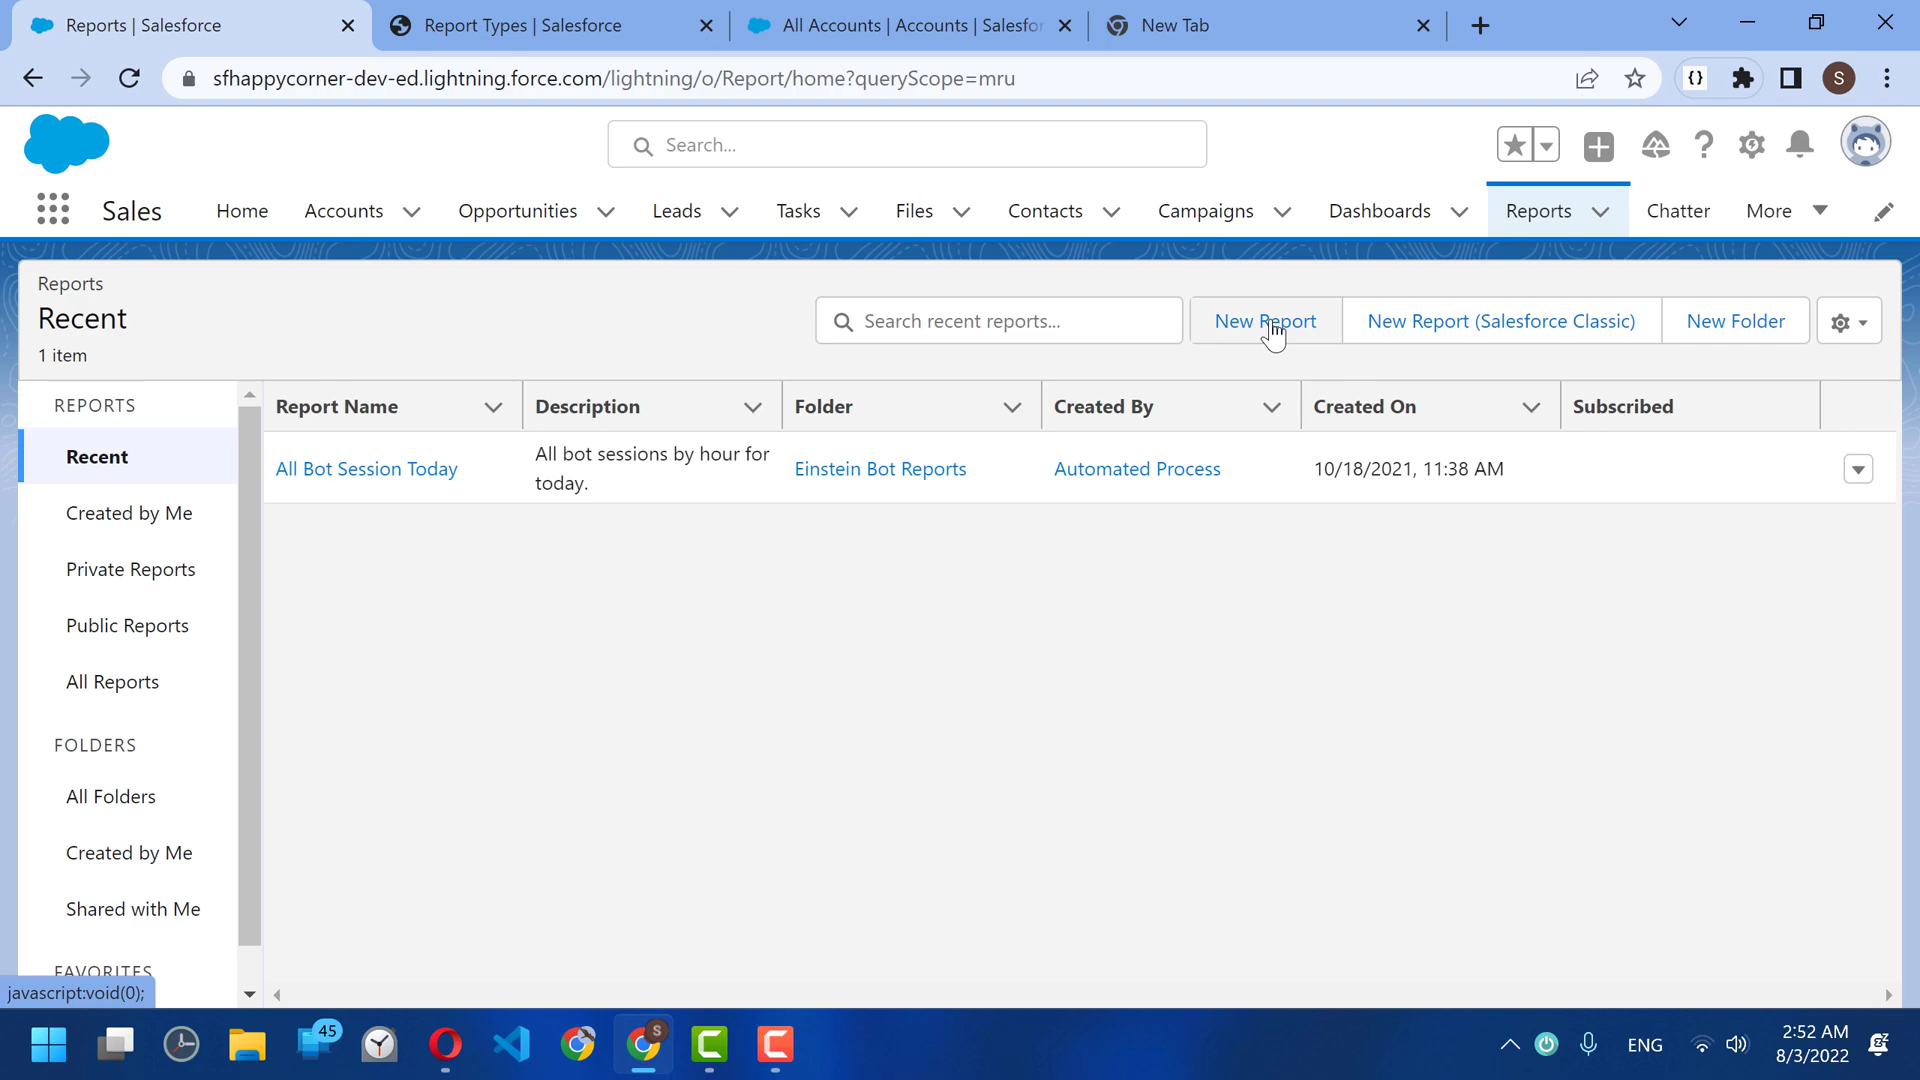 Reports | Salesforce
Report Types | Salesforce
All Accounts | Accounts | Salesfor
New Tab
sfhappycorner-dev-ed.lightning.force.com/lightning/o/Report/home?queryScope=mru
S
Search...
Sales
Home
Accounts
Opportunities
Leads
Tasks
Files
Contacts
Campaigns
Dashboards
Reports
Chatter
More
Reports
Recent
1 item
Search recent reports...
New Report
New Report (Salesforce Classic)
New Folder
REPORTS
Recent
Created by Me
Private Reports
Public Reports
All Reports
FOLDERS
All Folders
Created by Me
Shared with Me
FAVORITES
Report Name
Description
Folder
Created By
Created On
Subscribed
All Bot Session Today
All bot sessions by hour for
today.
Einstein Bot Reports
Automated Process
10/18/2021, 11:38 AM
javascript:void(0);
45
S
ENG
2:52 AM
8/3/2022